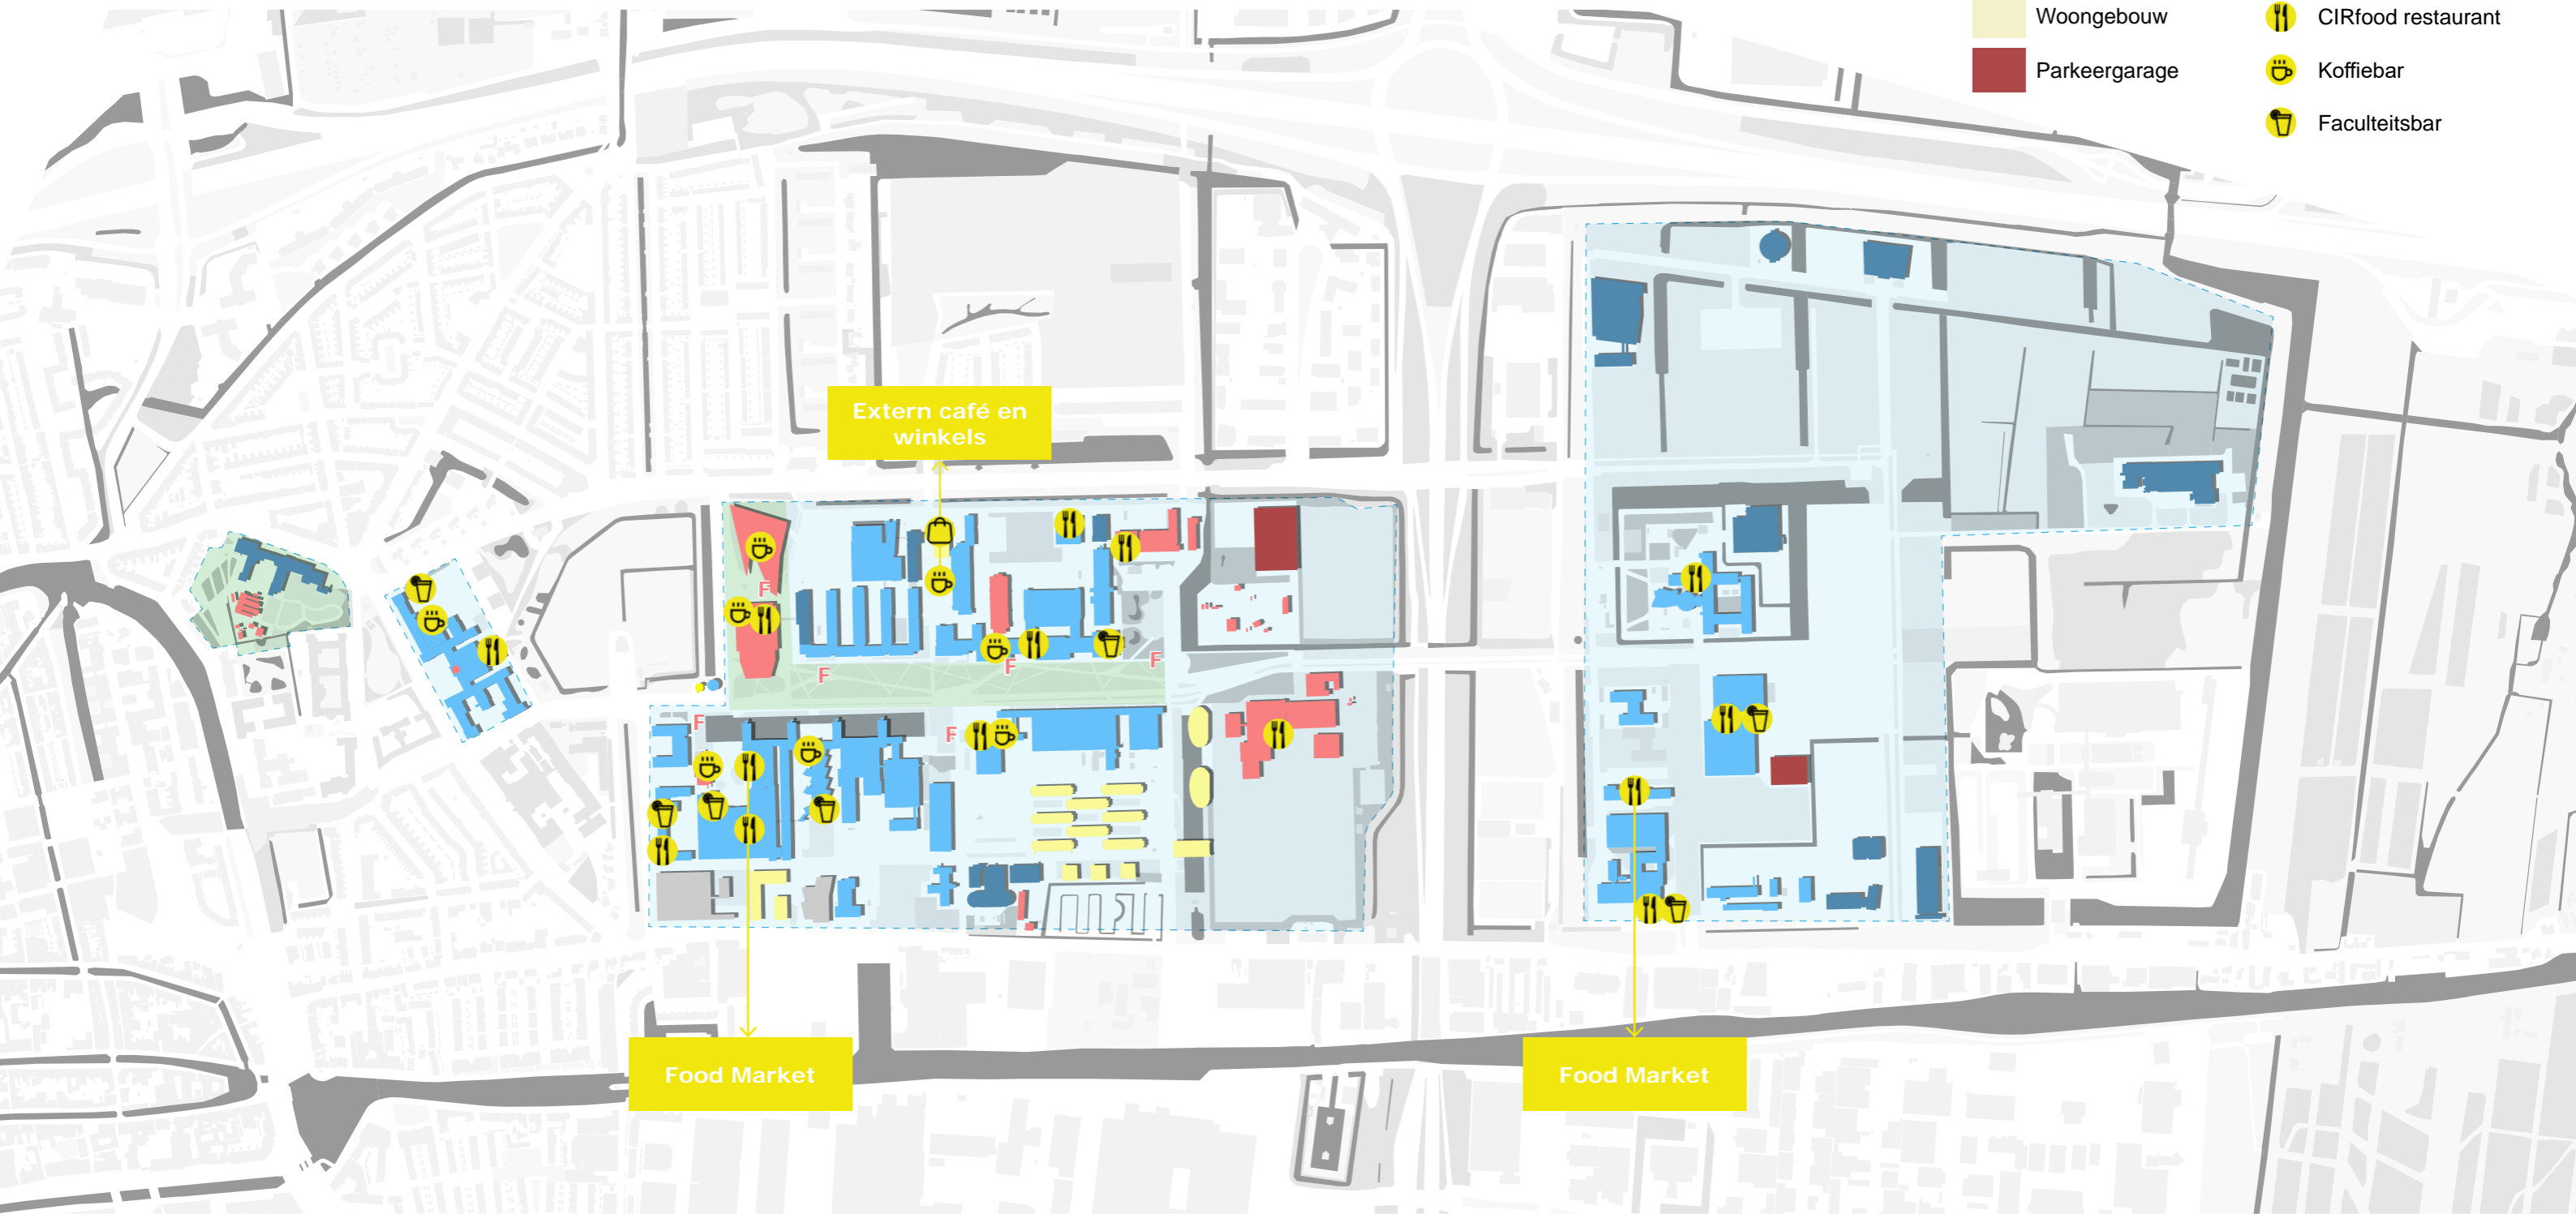 Woongebouw
CIRfood restaurant
Parkeergarage
Koffiebar
Faculteitsbar
Extern café en
winkels
F
F
F
F
F
F
Food Market
Food Market